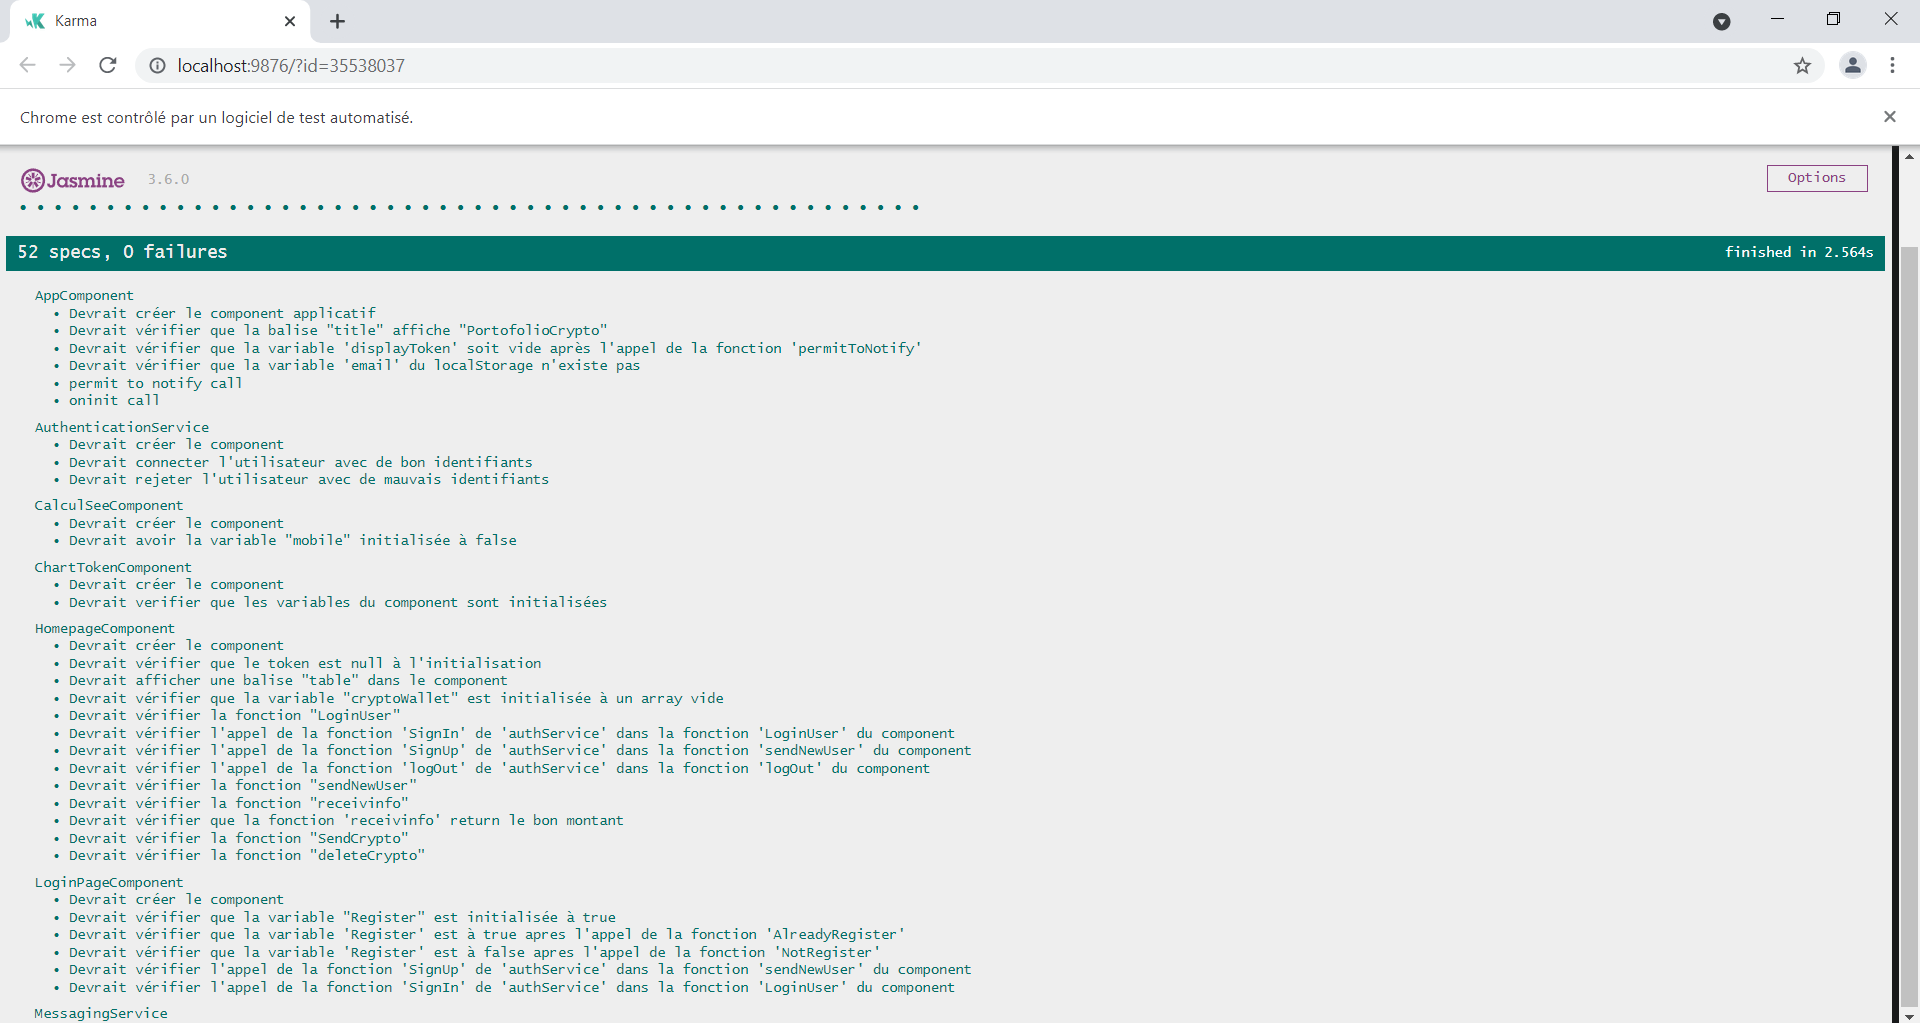 Karma
localhost:9876/?id=35538037
Chrome est contrôlé par un logiciel de test automatisé.
Jasmine 3.6.0
Options
52 specs, 0 failures
finished in 2.564s
AppComponent
• Devrait créer le component applicatif
• Devrait vérifier que la balise "title" affiche "PortofolioCrypto"
• Devrait vérifier que la variable 'displayToken' soit vide après l'appel de la fonction 'permitToNotify'
• Devrait vérifier que la variable 'email' du localStorage n'existe pas
• permit to notify call
• oninit call
AuthenticationService
• Devrait créer le component
• Devrait connecter l'utilisateur avec de bon identifiants
• Devrait rejeter l'utilisateur avec de mauvais identifiants
CalculSeeComponent
• Devrait créer le component
• Devrait avoir la variable "mobile" initialisée à false
ChartTokenComponent
• Devrait créer le component
• Devrait verifier que les variables du component sont initialisées
HomepageComponent
• Devrait créer le component
• Devrait vérifier que le token est null à l'initialisation
• Devrait afficher une balise "table" dans le component
• Devrait vérifier que la variable "cryptoWallet" est initialisée à un array vide
• Devrait vérifier la fonction "LoginUser"
• Devrait vérifier l'appel de la fonction 'SignIn' de 'authService' dans la fonction 'LoginUser' du component
• Devrait vérifier l'appel de la fonction 'SignUp' de 'authService' dans la fonction 'sendNewUser' du component
• Devrait vérifier l'appel de la fonction 'logOut' de 'authService' dans la fonction 'logOut' du component
• Devrait vérifier la fonction "sendNewUser"
• Devrait vérifier la fonction "receivinfo"
• Devrait vérifier que la fonction 'receivinfo' return le bon montant
• Devrait vérifier la fonction "SendCrypto"
• Devrait vérifier la fonction "deleteCrypto"
LoginPageComponent
• Devrait créer le component
• Devrait vérifier que la variable "Register" est initialisée à true
• Devrait vérifier que la variable 'Register' est à true apres l'appel de la fonction 'AlreadyRegister'
• Devrait vérifier que la variable 'Register' est à false apres l'appel de la fonction 'NotRegister'
• Devrait vérifier l'appel de la fonction 'SignUp' de 'authService' dans la fonction 'sendNewUser' du component
• Devrait vérifier l'appel de la fonction 'SignIn' de 'authService' dans la fonction 'LoginUser' du component
MessagingService